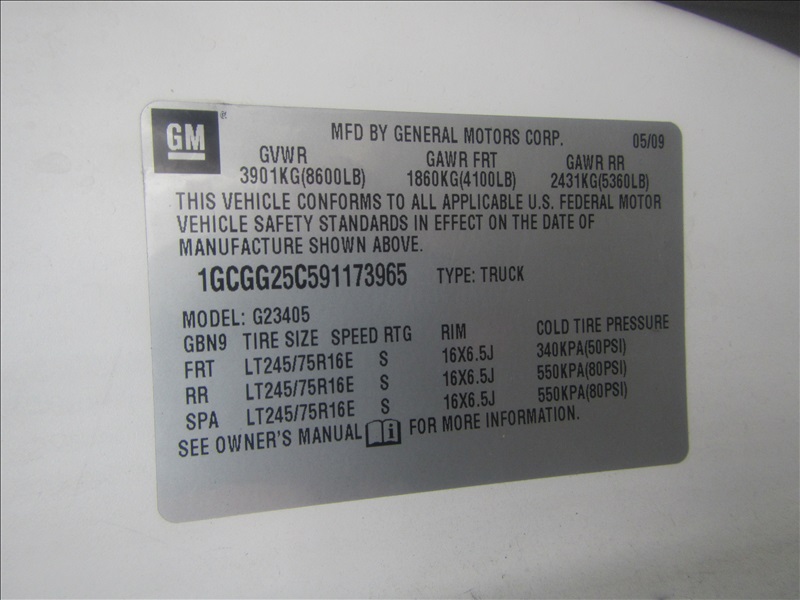 GM
MFD BY GENERAL MOTORS CORP. 05/09
GVWR GAWR FRT GAWR RR
3901KG(8600LB) 1860KG(4100LB) 2431KG(5360LB)
THIS VEHICLE CONFORMS TO ALL APPLICABLE U.S. FEDERAL MOTOR
VEHICLE SAFETY STANDARDS IN EFFECT ON THE DATE OF
MANUFACTURE SHOWN ABOVE.
1GCGG25C591173965 TYPE: TRUCK
MODEL: G23405
GBN9 TIRE SIZE SPEED RTG RIM COLD TIRE PRESSURE
FRT LT245/75R16E S 16X6.5J 340KPA(50PSI)
RR LT245/75R16E S 16X6.5J 550KPA(80PSI)
SPA LT245/75R16E S 16X6.5J 550KPA(80PSI)
SEE OWNER'S MANUAL i FOR MORE INFORMATION.